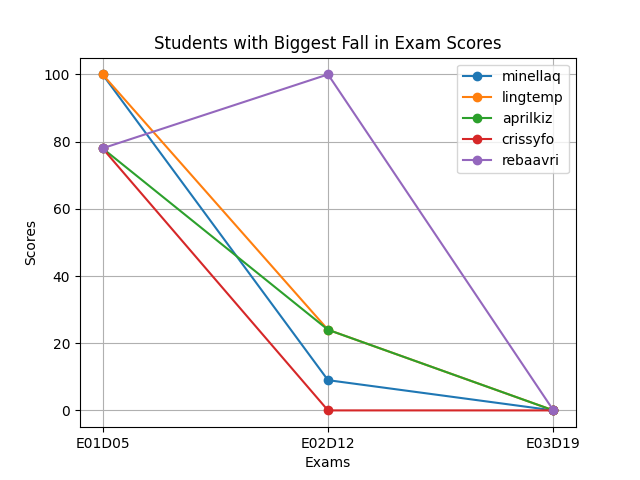 Students with Biggest Fall in Exam Scores
100
80
60
40
20
0
Scores
minellaq
lingtemp
aprilkiz
crissyfo
rebaavri
E01D05
E02D12
E03D19
Exams